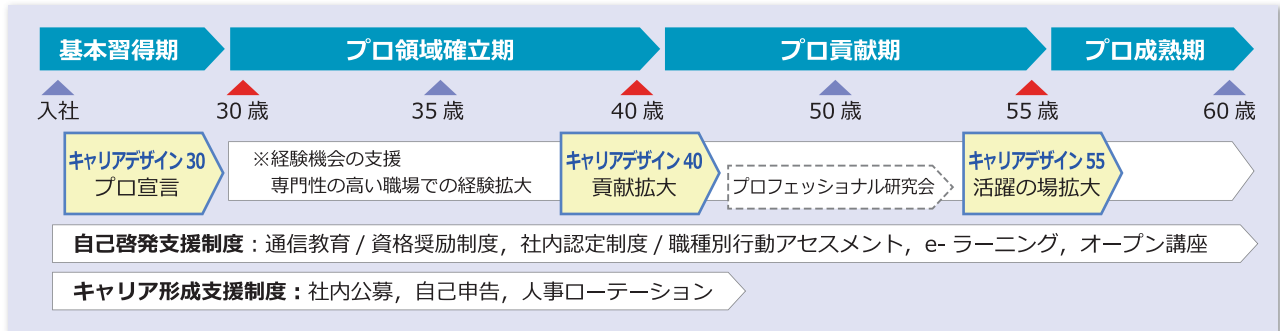 基本習得期
プロ領域確立期
プロ貢献期
プロ成熟期
入社
30 歳
35歳
40 歳
50 歳
55 歳
60 歳
キャリアデザイン 30
プロ宣言
※経験機会の支援
専門性の高い職場での経験拡大
キャリアデザイン 40
貢献拡大
プロフェッショナル研究会
キャリアデザイン 55
活躍の場拡大
自己啓発支援制度：通信教育 / 資格奨励制度，社内認定制度 / 職種別行動アセスメント，e- ラーニング，オープン講座
キャリア形成支援制度：社内公募，自己申告，人事ローテーション